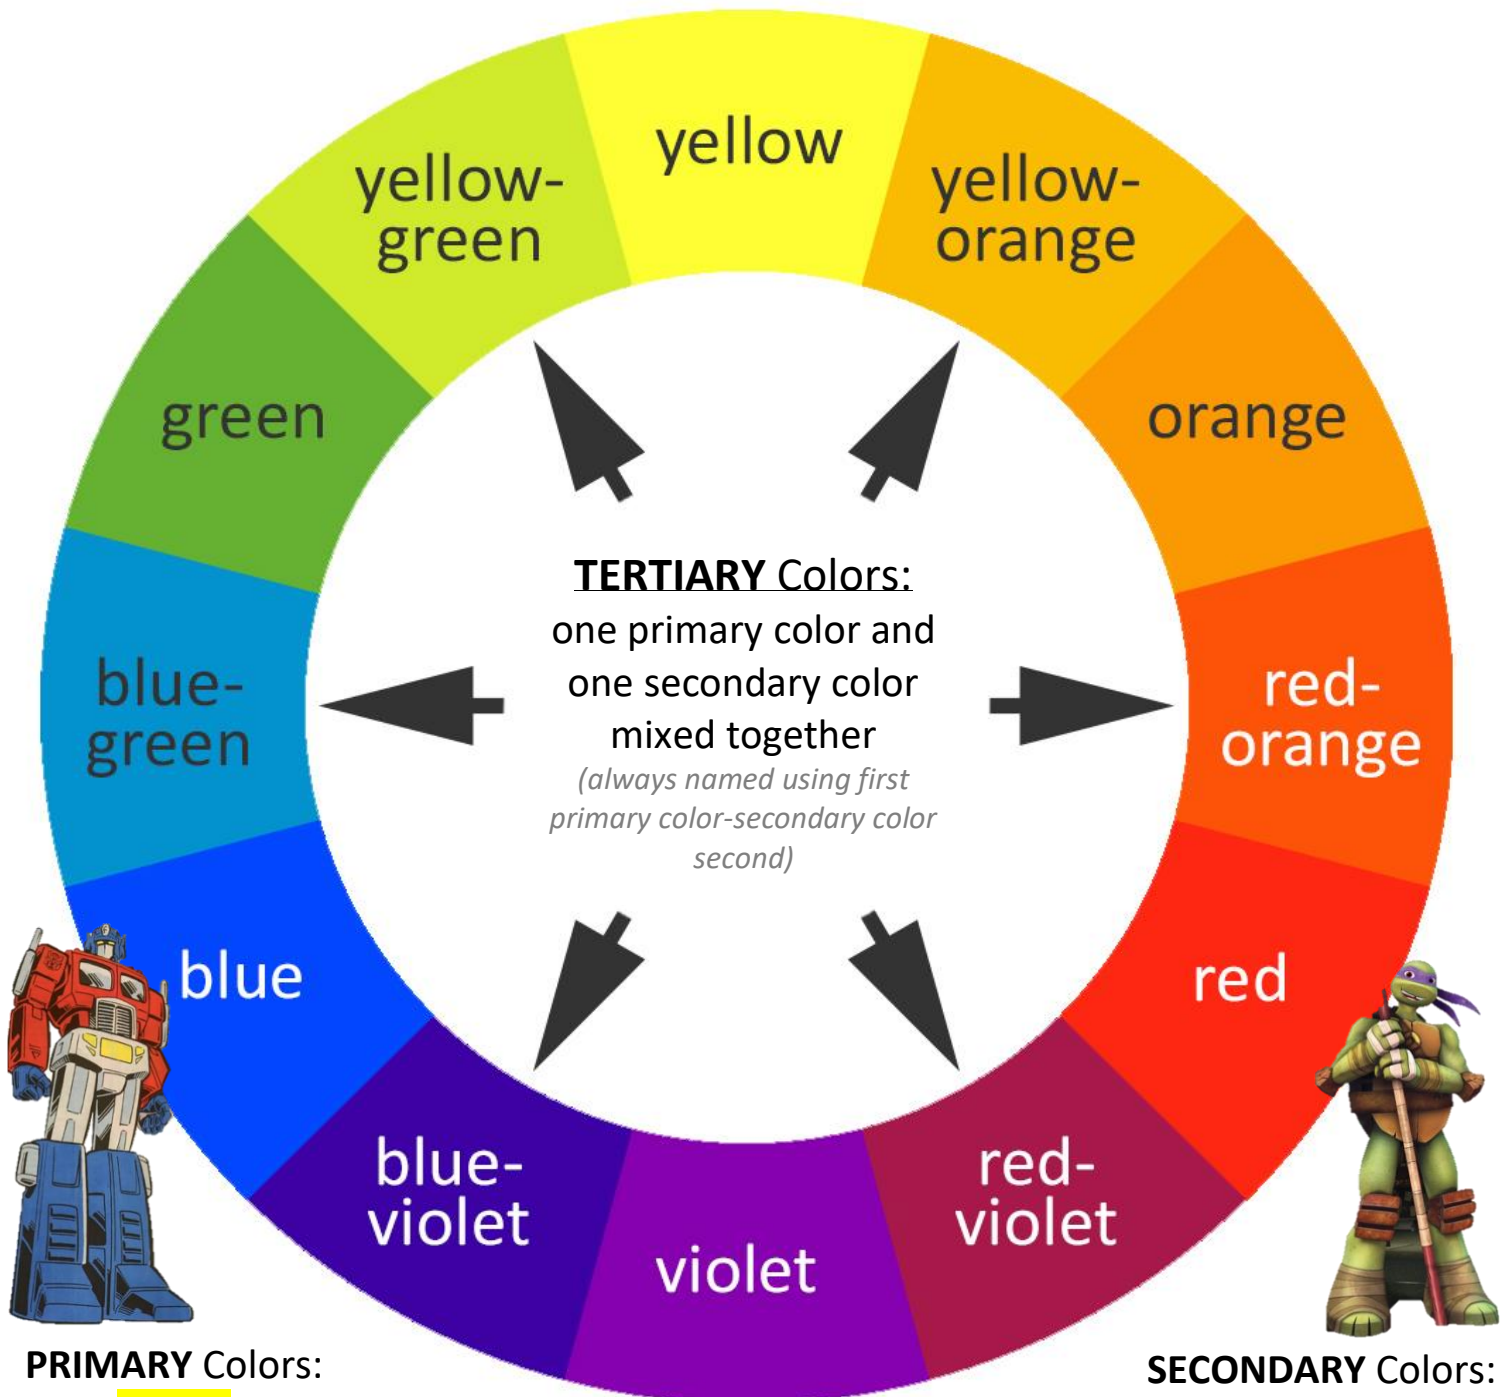 yellow
yellow-
green
yellow-
orange
green
orange
TERTIARY Colors:
one primary color and
one secondary color
mixed together
(always named using first
primary color-secondary color
second)
blue-
green
red-
orange
blue
red
blue-
violet
red-
violet
violet
PRIMARY Colors:
SECONDARY Colors: